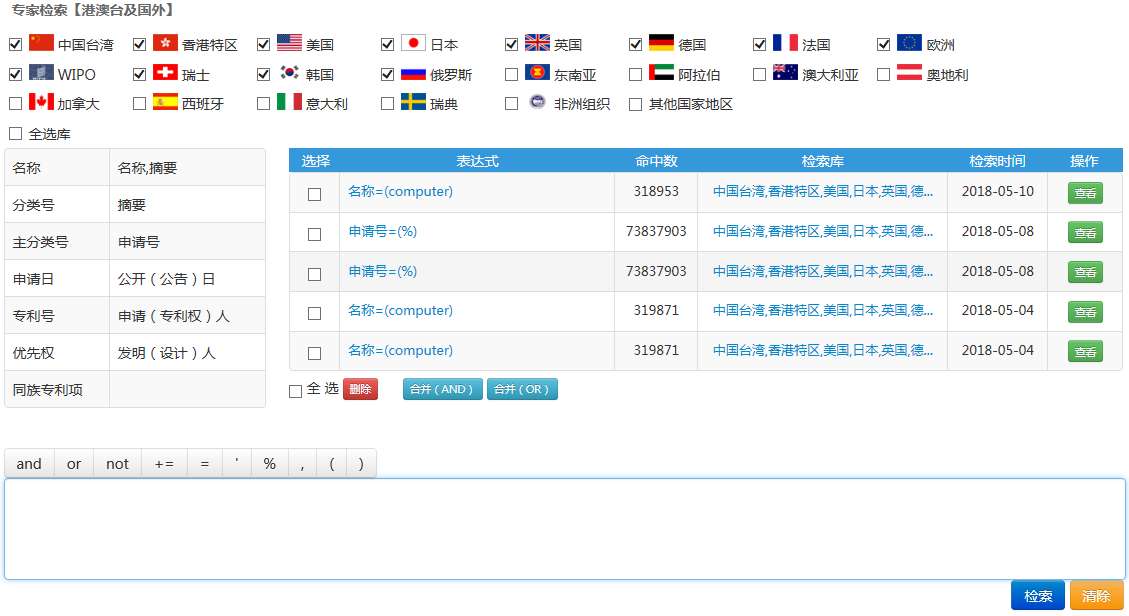 专家检索【港澳台及国外】
中国台湾 香港特区 美国 日本 英国 德国 法国 欧洲
WIPO 瑞士 韩国 俄罗斯 东南亚 阿拉伯 澳大利亚 奥地利
加拿大 西班牙 意大利 瑞典 非洲组织 其他国家地区
全选库
名称 名称,摘要
分类号 摘要
主分类号 申请号
申请日 公开（公告）日
专利号 申请（专利权）人
优先权 发明（设计）人
同族专利项
选择 表达式 命中数 检索库 检索时间 操作
名称=(computer) 318953 中国台湾,香港特区,美国,日本,英国,德... 2018-05-10 查看
申请号=(%) 73837903 中国台湾,香港特区,美国,日本,英国,德... 2018-05-08 查看
申请号=(%) 73837903 中国台湾,香港特区,美国,日本,英国,德... 2018-05-08 查看
名称=(computer) 319871 中国台湾,香港特区,美国,日本,英国,德... 2018-05-04 查看
名称=(computer) 319871 中国台湾,香港特区,美国,日本,英国,德... 2018-05-04 查看
全 选 删除 合并（AND） 合并（OR）
and or not += = ' % , ( )
检索 清除